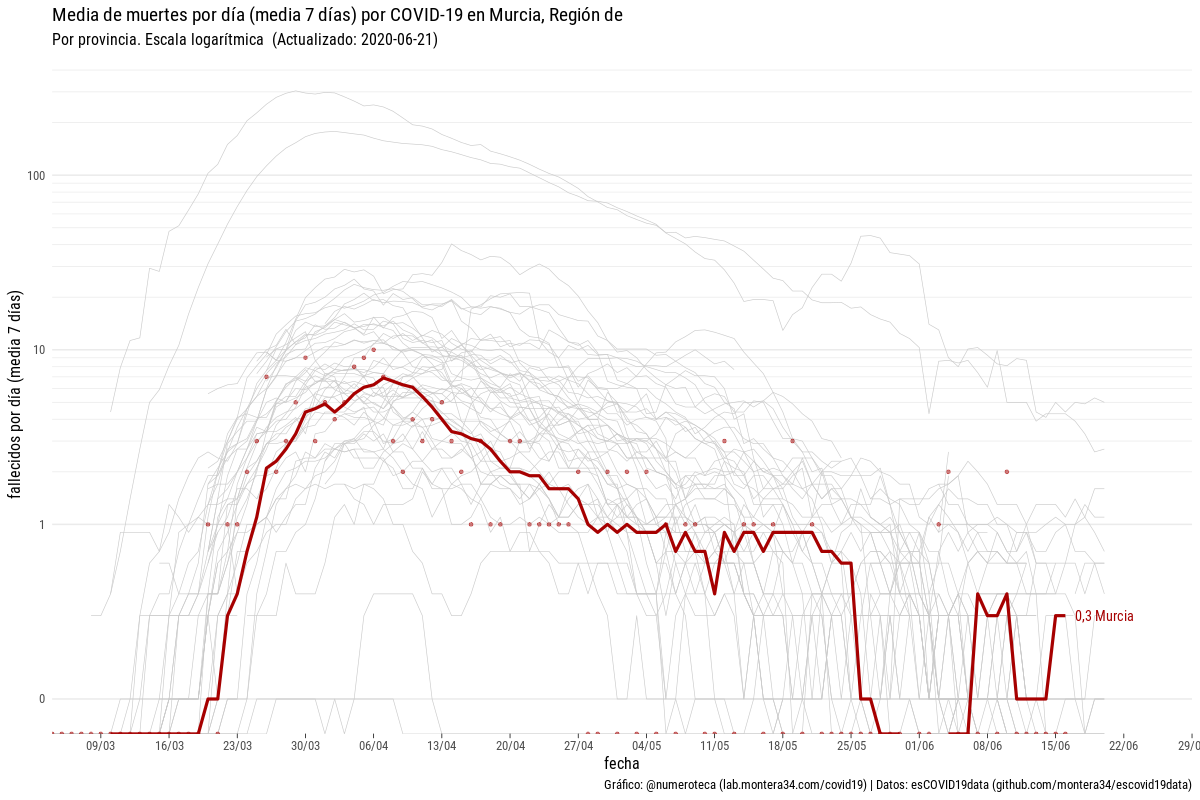 Media de muertes por día (media 7 días) por COVID-19 en Murcia, Región de
Por provincia. Escala logarítmica  (Actualizado: 2020-06-21)
fallecidos por día (media 7 días)
100
10
1
0
0,3 Murcia
09/03 16/03 23/03 30/03 06/04 13/04 20/04 27/04 04/05 11/05 18/05 25/05 01/06 08/06 15/06 22/06 29/0
fecha
Gráfico: @numeroteca (lab.montera34.com/covid19) | Datos: esCOVID19data (github.com/montera34/escovid19data)